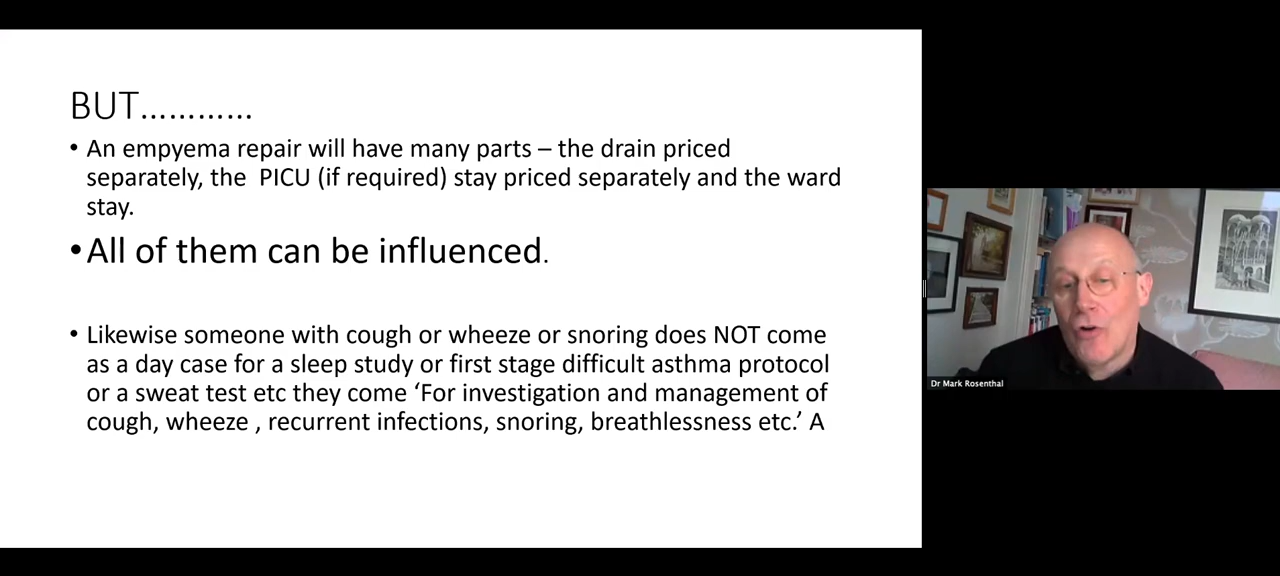 BUT…………
• An empyema repair will have many parts – the drain priced
separately, the  PICU (if required) stay priced separately and the ward
stay.
• All of them can be influenced.
• Likewise someone with cough or wheeze or snoring does NOT come
as a day case for a sleep study or first stage difficult asthma protocol
or a sweat test etc they come ‘For investigation and management of
cough, wheeze , recurrent infections, snoring, breathlessness etc.’ A
Dr Mark Rosenthal